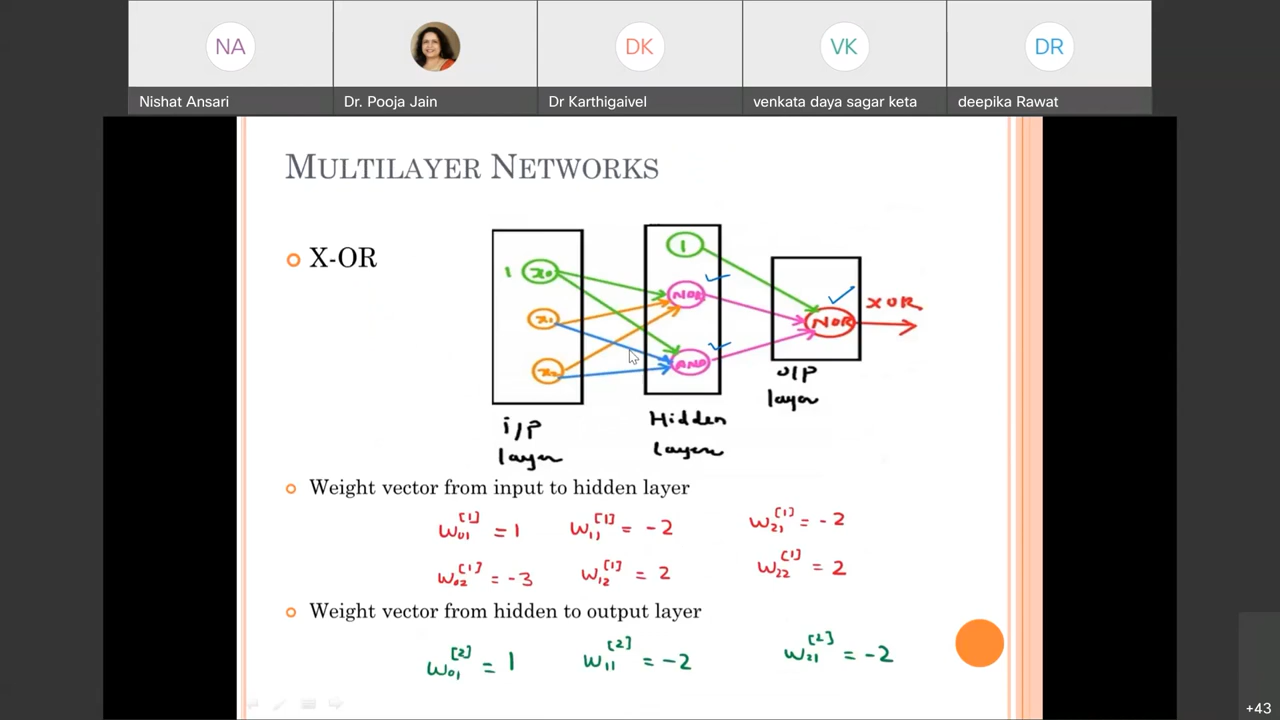 NA
DK
VK
DR
Nishat Ansari
Dr. Pooja Jain
Dr Karthigaivel
venkata daya sagar keta
deepika Rawat
MULTILAYER NETWORKS
X-OR
1 x0
x1
x2
i/p
layer
1
NOR
AND
Hidden
layer
NOR
XOR
O/P
layer
Weight vector from input to hidden layer
w01[1] = 1 w11[1] = -2 w21[1] = -2
w02[1] = -3 w12[1] = 2 w22[1] = 2
Weight vector from hidden to output layer
w01[2] = 1 w11[2] = -2 w21[2] = -2
+43